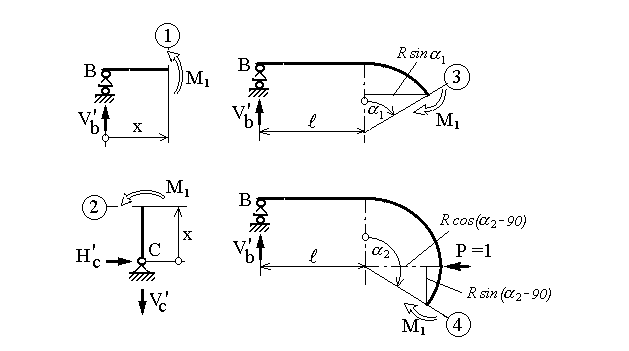 1
B
M₁
V'b
x
B
R sin α₁
3
α₁
M₁
V'b
ℓ
2
M₁
x
H'c
C
V'c
B
R cos(α₂-90)
P =1
α₂
V'b
ℓ
R sin(α₂-90)
M₁
4